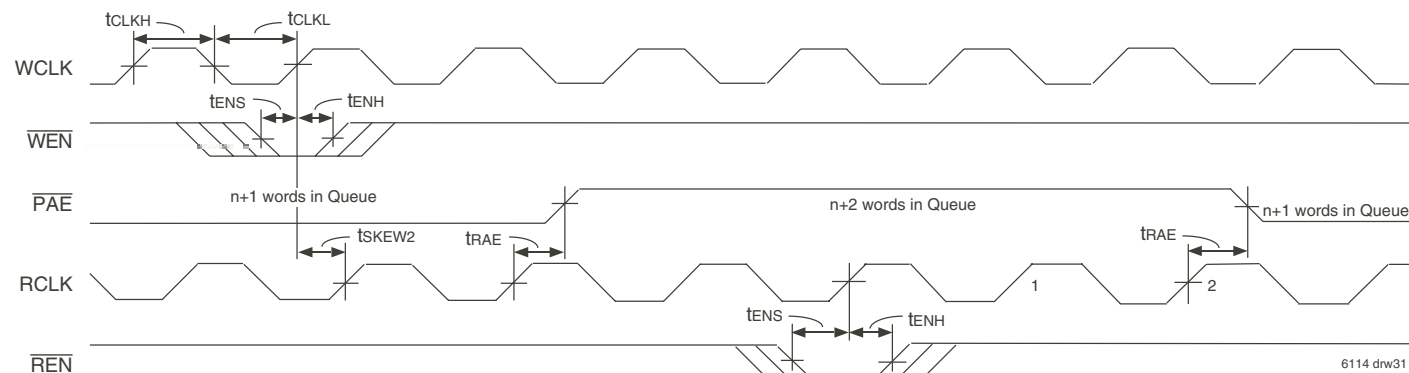 tCLKH tCLKL
WCLK
tENS tENH
WEN
n+1 words in Queue
PAE
n+2 words in Queue
n+1 words in Queue
tSKEW2
tRAE
tRAE
RCLK
1
2
tENS
tENH
REN
6114 drw31